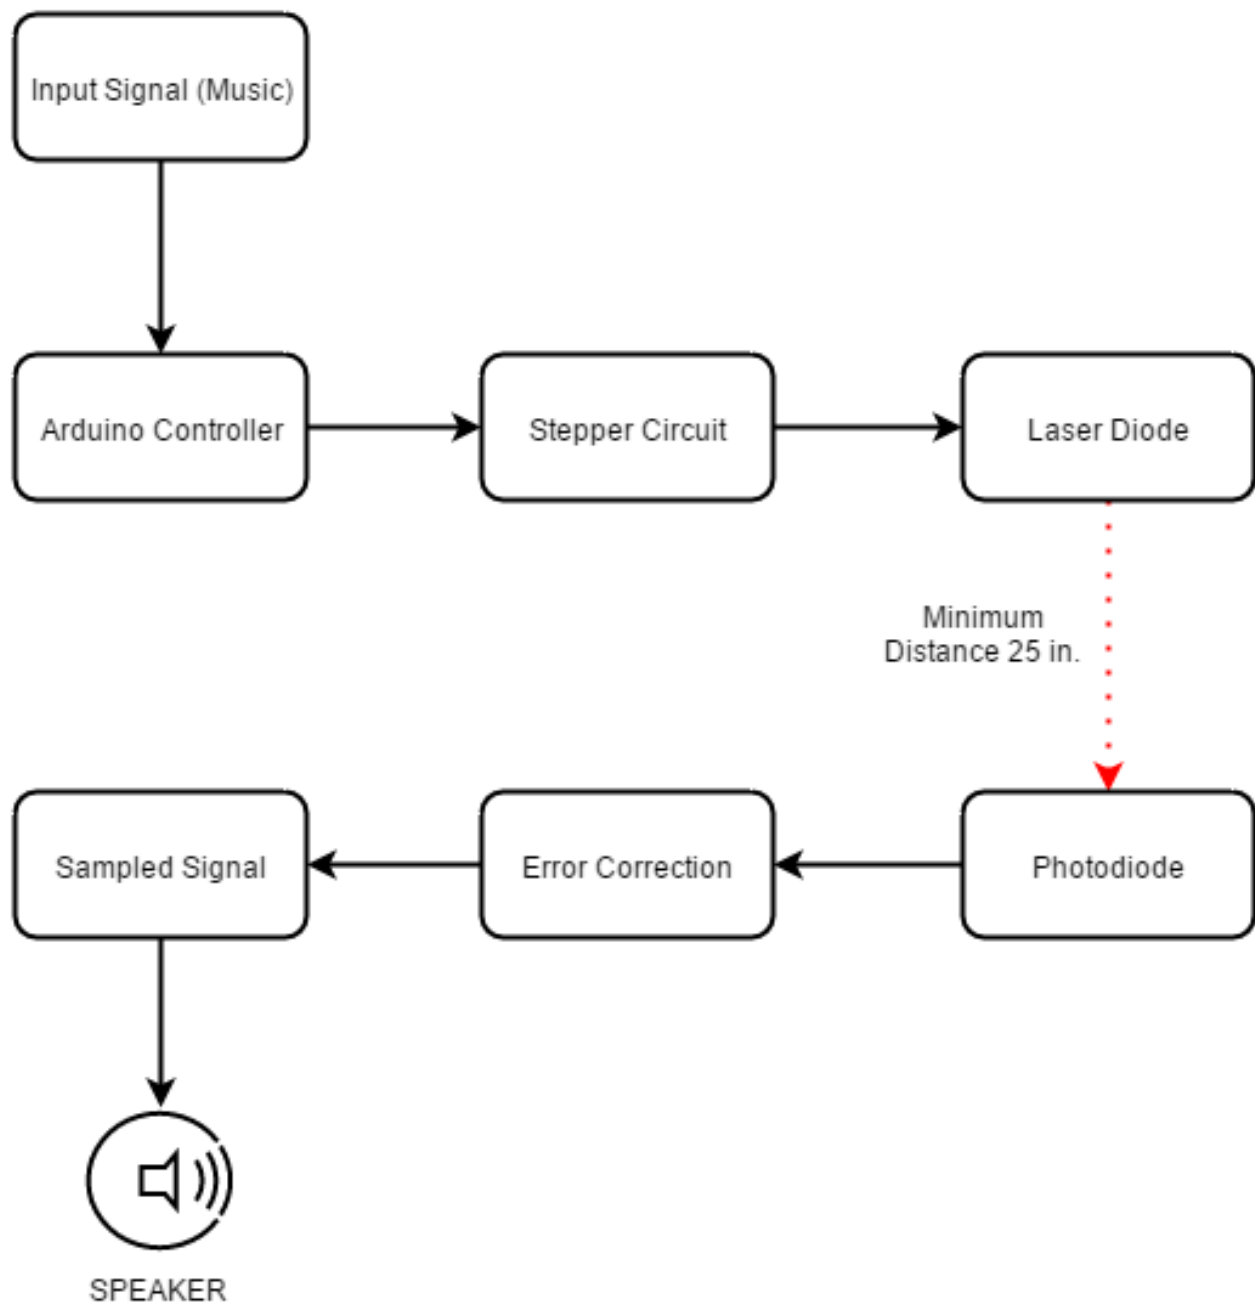 Input Signal (Music)
Arduino Controller
Stepper Circuit
Laser Diode
Minimum
Distance 25 in.
Sampled Signal
Error Correction
Photodiode
SPEAKER